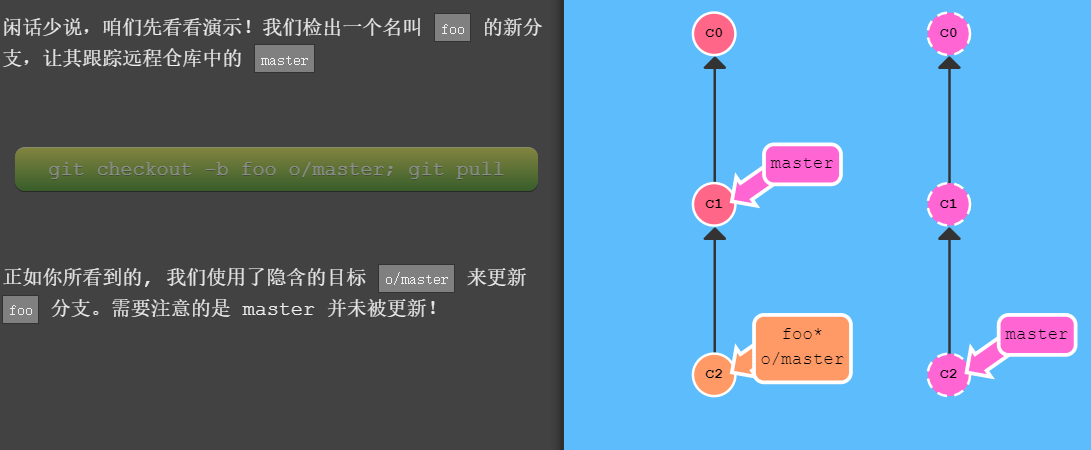 闲话少说，咱们先看看演示！我们检出一个名叫 foo 的新分
支，让其跟踪远程仓库中的 master
git checkout -b foo o/master; git pull
正如你所看到的, 我们使用了隐含的目标 o/master 来更新
foo 分支。需要注意的是 master 并未被更新！
C0
C0
master
C1
C1
foo*
o/master
C2
master
C2